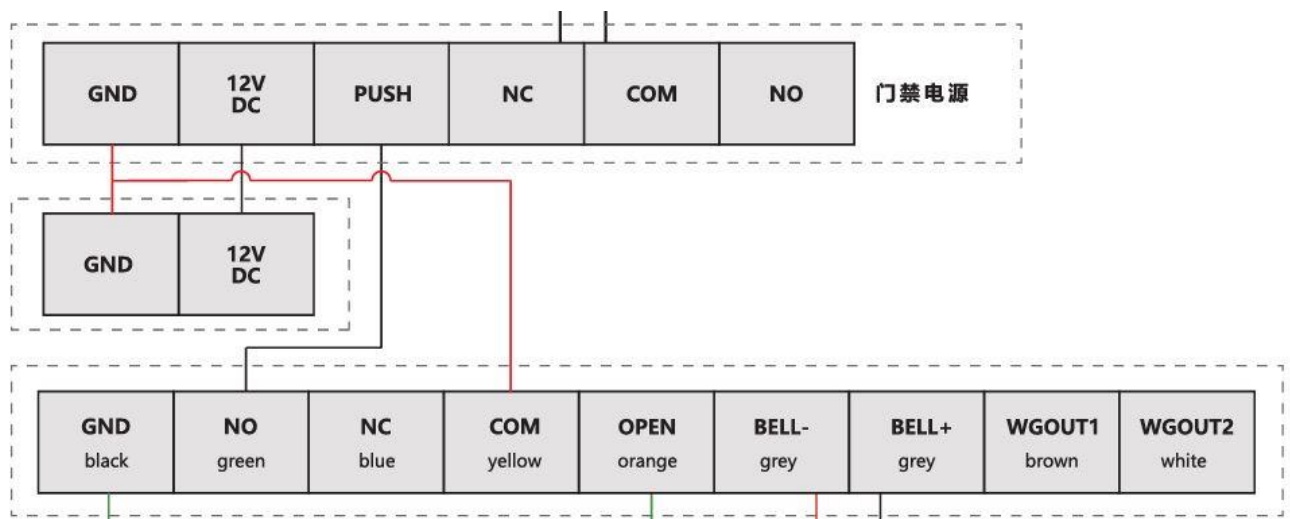 GND
12V
DC
PUSH
NC
COM
NO
门禁电源
GND
12V
DC
GND
black
NO
green
NC
blue
COM
yellow
OPEN
orange
BELL-
grey
BELL+
grey
WGOUT1
brown
WGOUT2
white